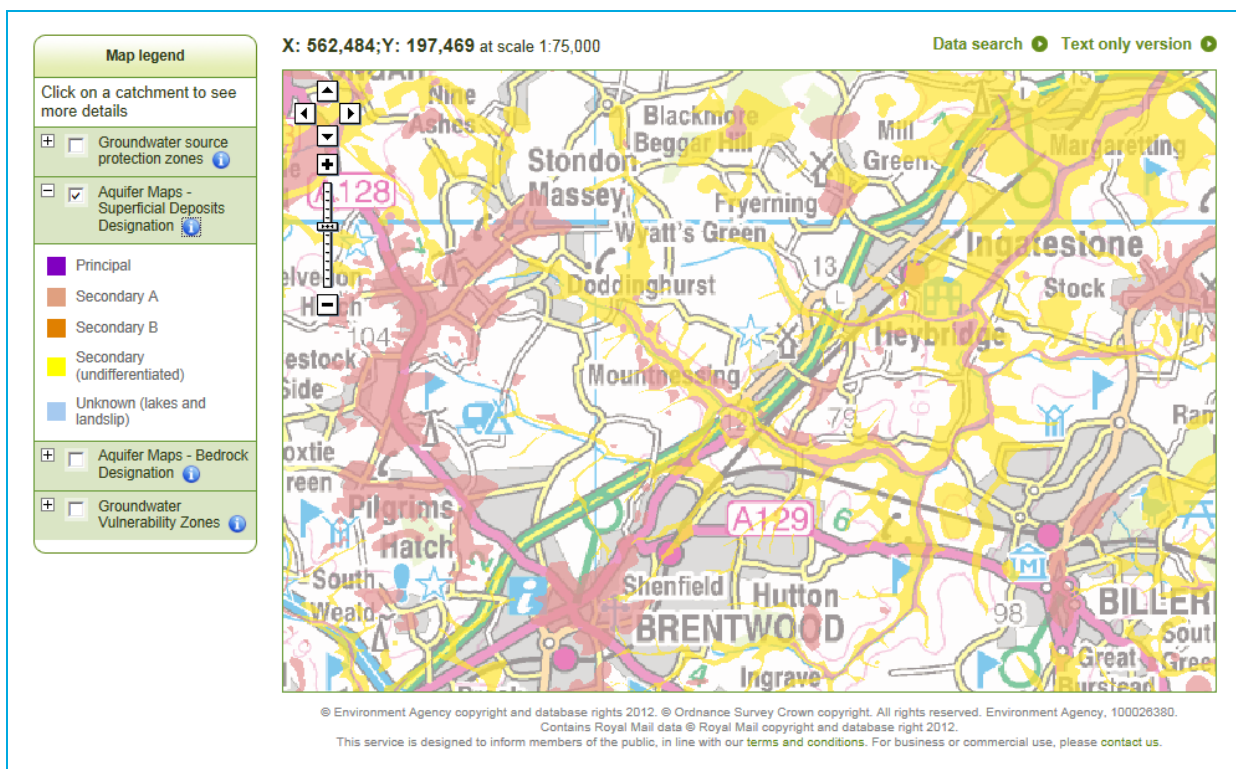 X: 562,484;Y: 197,469 at scale 1:75,000
Data search
Text only version
Map legend
Click on a catchment to see
more details
Groundwater source
protection zones
Aquifer Maps -
Superficial Deposits
Designation
Principal
Secondary A
Secondary B
Secondary
(undifferentiated)
Unknown (lakes and
landslip)
Aquifer Maps - Bedrock
Designation
Groundwater
Vulnerability Zones
Nine
Ashes
Blackmore
Beggar Hill
Mill
Green
Margaretting
Stondon
Massey
A128
Fryerning
Wyatt's Green
Ingatestone
13
Doddinghurst
L
Stock
104
Heybridge
Side
Mountnessing
12
79
61
Green
Pilgrims
Hatch
A129
6
2
South
Weald
Shenfield
Hutton
BRENTWOOD
98
M
4
Ingrave
Great
Burstead
© Environment Agency copyright and database rights 2012. © Ordnance Survey Crown copyright. All rights reserved. Environment Agency, 100026380.
Contains Royal Mail data © Royal Mail copyright and database right 2012.
This service is designed to inform members of the public, in line with our terms and conditions. For business or commercial use, please contact us.